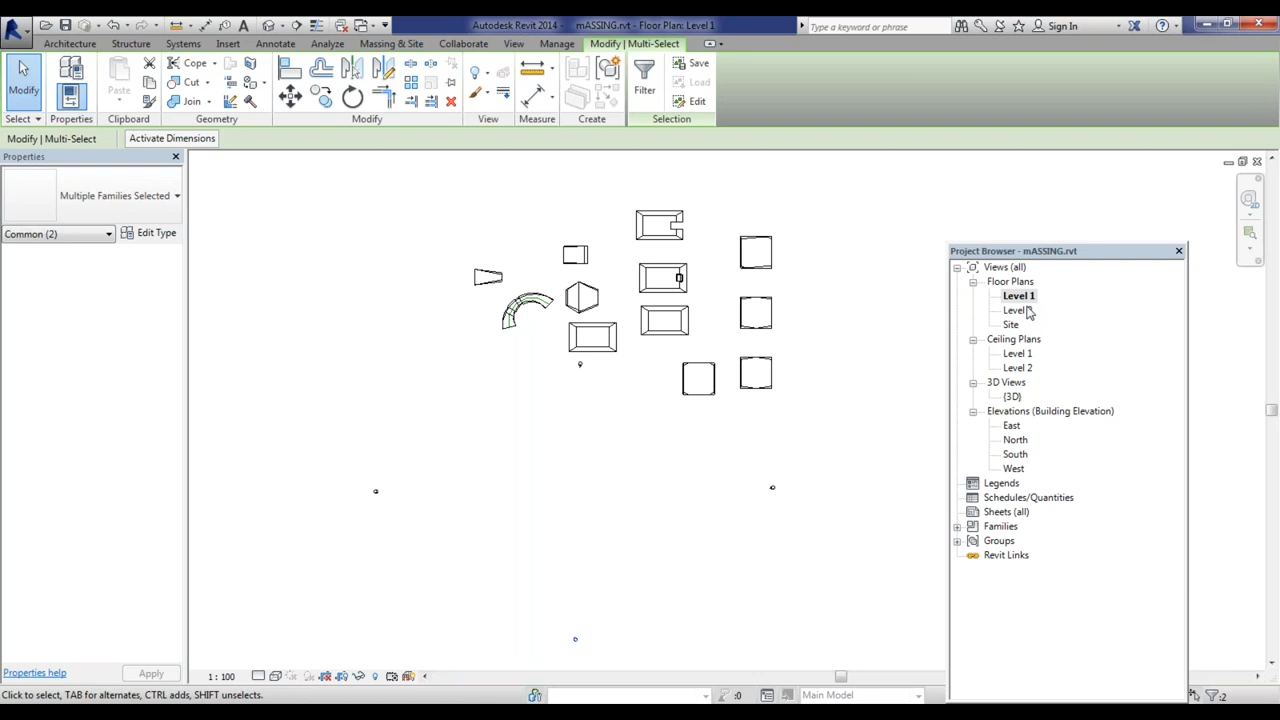 Autodesk Revit 2014 - mASSING.rvt - Floor Plan: Level 1
Type a keyword or phrase
Sign In
Architecture Structure Systems Insert Annotate Analyze Massing & Site Collaborate View Manage Modify | Multi-Select
Modify
Paste
Cope
Cut
Join
Filter
Save
Load
Edit
Select Properties Clipboard Geometry Modify View Measure Create Selection
Modify | Multi-Select Activate Dimensions
Properties
Multiple Families Selected
Common (2) Edit Type
Project Browser - mASSING.rvt
Views (all)
Floor Plans
Level 1
Level
Site
Ceiling Plans
Level 1
Level 2
3D Views
{3D}
Elevations (Building Elevation)
East
North
South
West
Legends
Schedules/Quantities
Sheets (all)
Families
Groups
Revit Links
Properties help Apply
1 : 100
Click to select, TAB for alternates, CTRL adds, SHIFT unselects. :0 Main Model :2